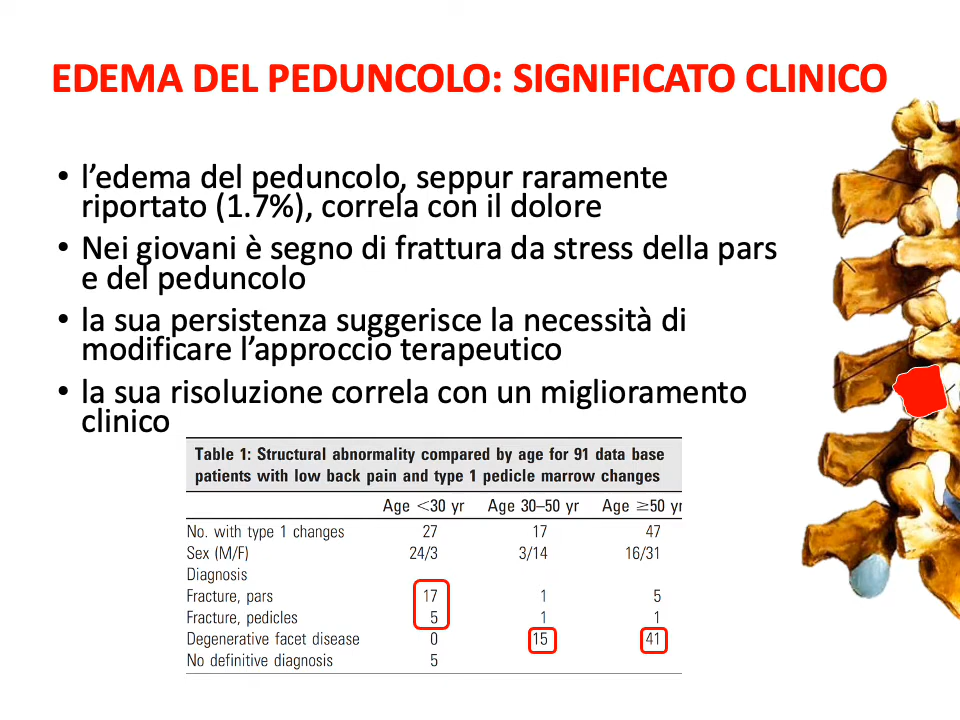 EDEMA DEL PEDUNCOLO: SIGNIFICATO CLINICO
• l’edema del peduncolo, seppur raramente
riportato (1.7%), correla con il dolore
• Nei giovani è segno di frattura da stress della pars
e del peduncolo
• la sua persistenza suggerisce la necessità di
modificare l’approccio terapeutico
• la sua risoluzione correla con un miglioramento
clinico
Table 1: Structural abnormality compared by age for 91 data base
patients with low back pain and type 1 pedicle marrow changes
Age <30 yr Age 30–50 yr Age ≥50 yr
No. with type 1 changes 27 17 47
Sex (M/F) 24/3 3/14 16/31
Diagnosis
Fracture, pars 17 1 5
Fracture, pedicles 5 1 1
Degenerative facet disease 0 15 41
No definitive diagnosis 5